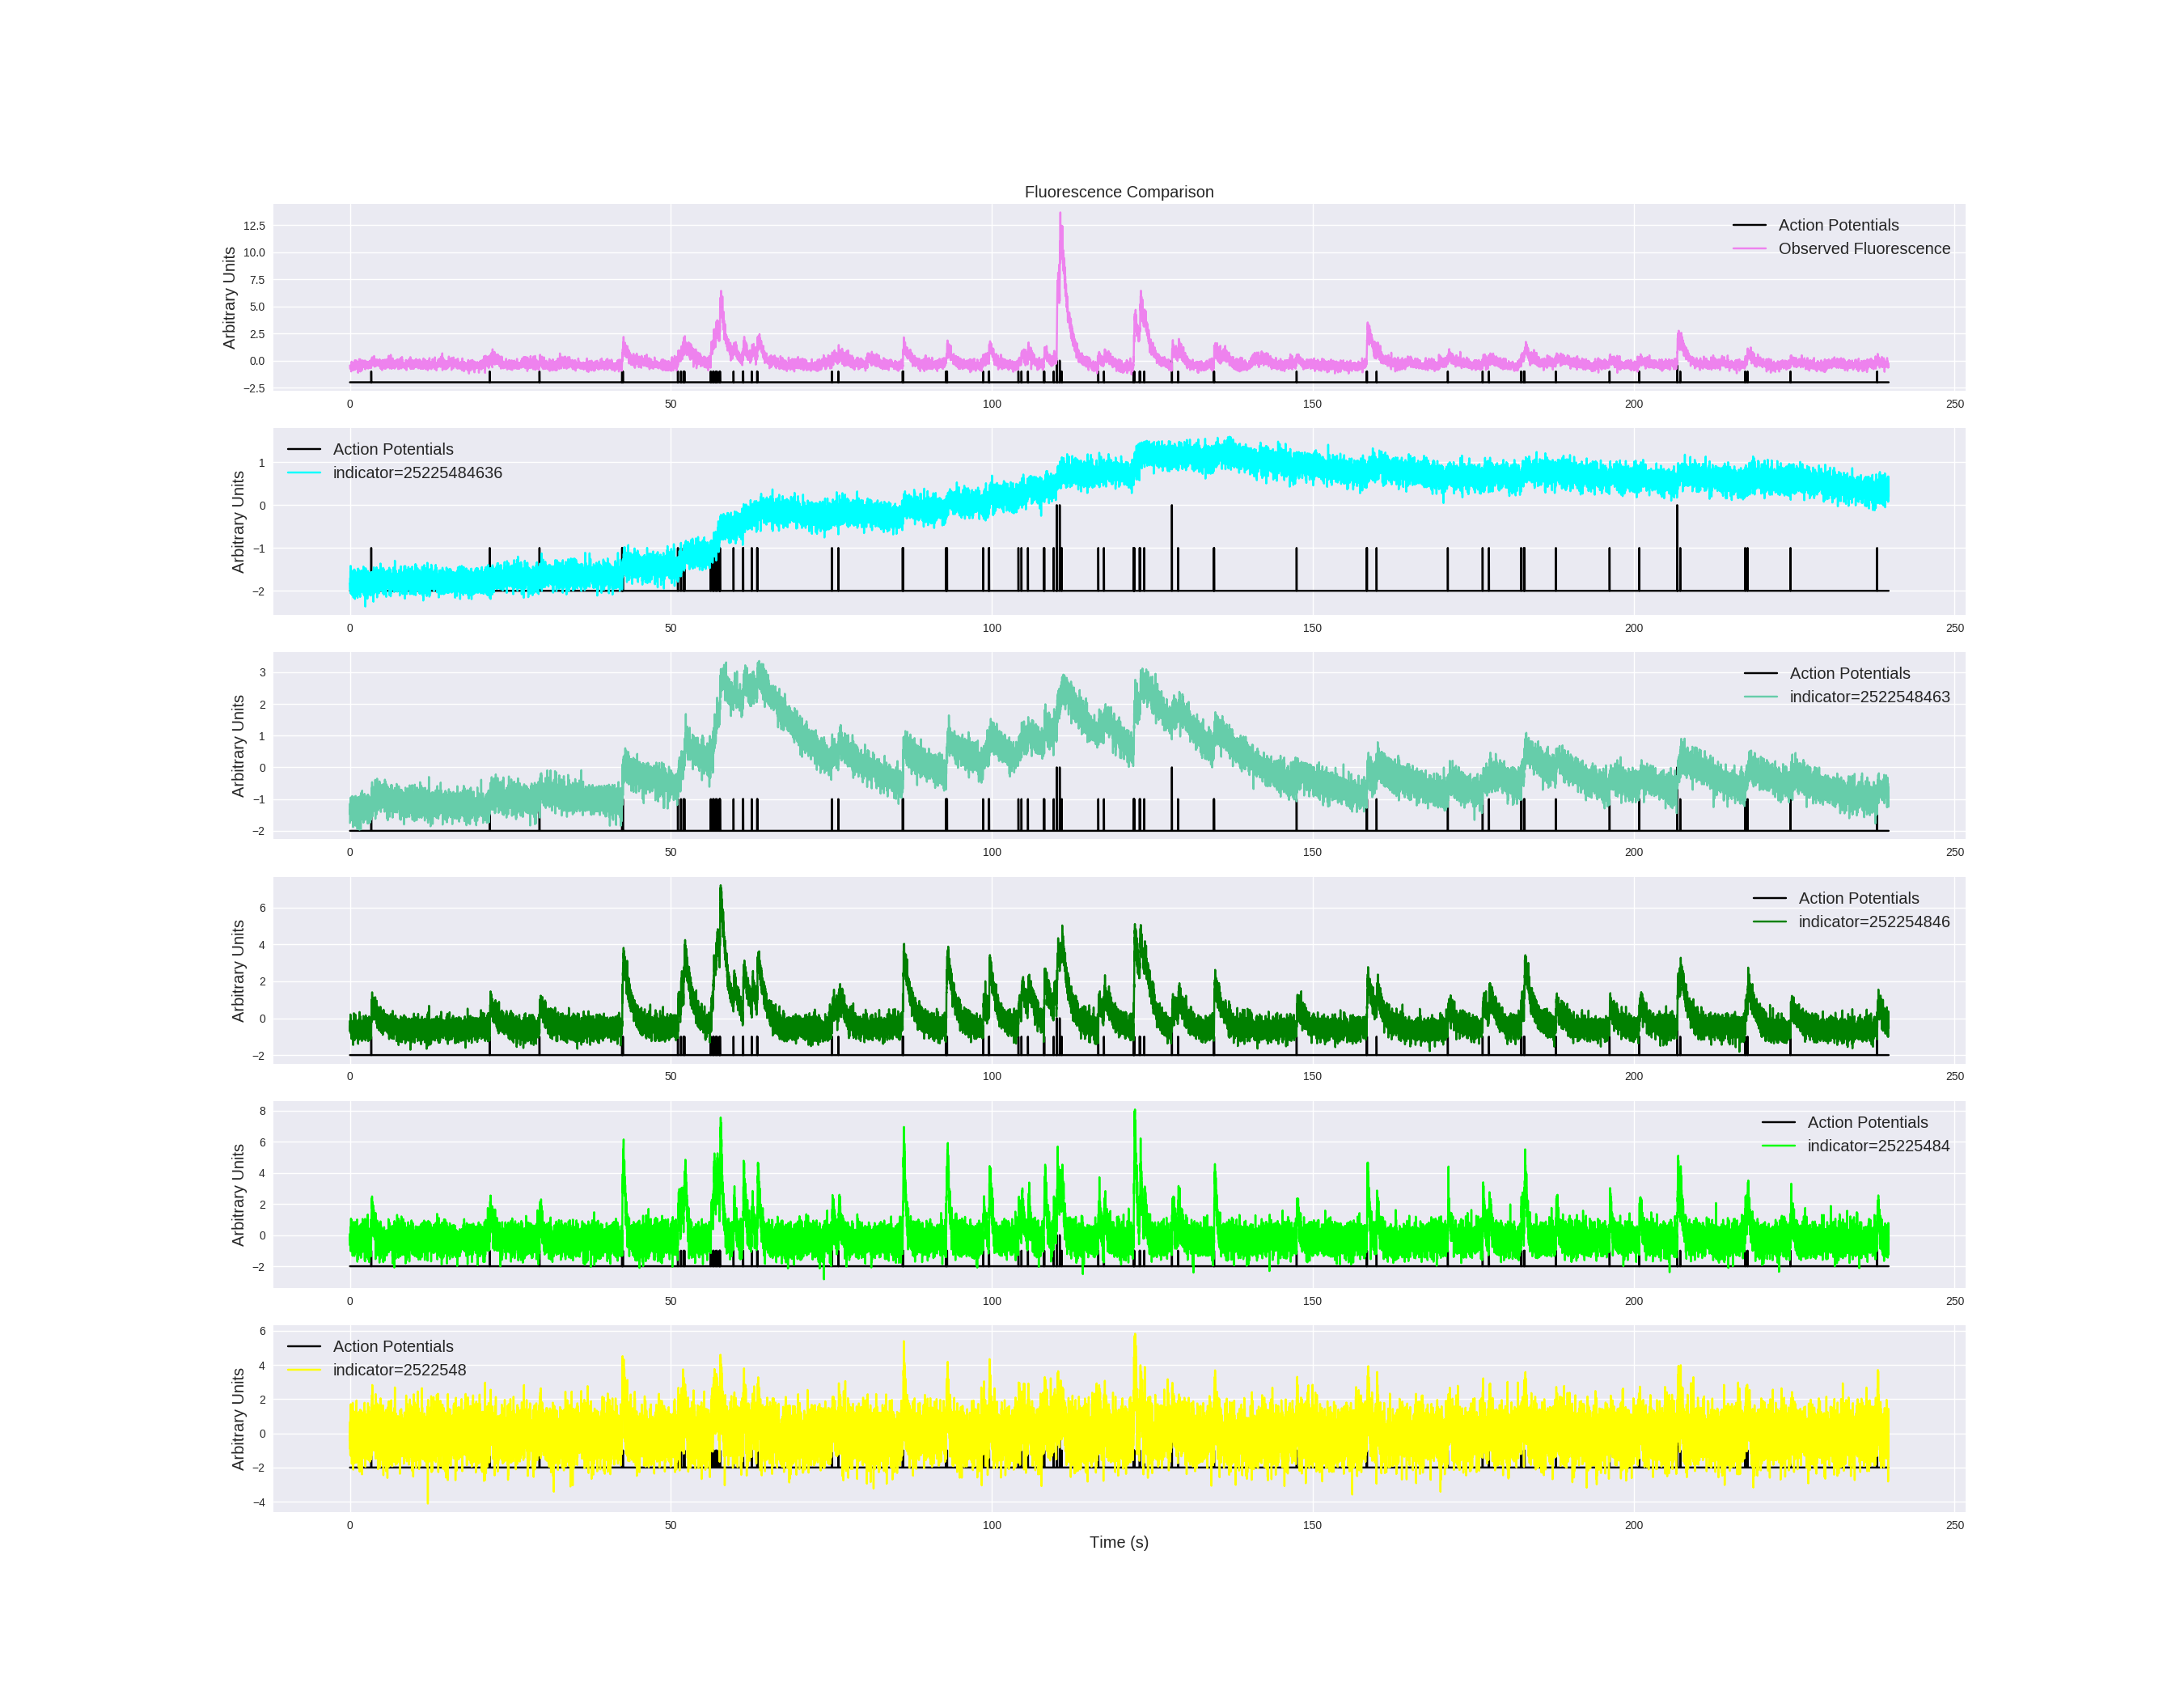 Fluorescence Comparison
Arbitrary Units
12.5
10.0
7.5
5.0
2.5
0.0
−2.5
Action Potentials
Observed Fluorescence
0 50 100 150 200 250
Arbitrary Units
1
0
−1
−2
Action Potentials
indicator=25225484636
0 50 100 150 200 250
Arbitrary Units
3
2
1
0
−1
−2
Action Potentials
indicator=2522548463
0 50 100 150 200 250
Arbitrary Units
6
4
2
0
−2
Action Potentials
indicator=252254846
0 50 100 150 200 250
Arbitrary Units
8
6
4
2
0
−2
Action Potentials
indicator=25225484
0 50 100 150 200 250
Arbitrary Units
6
4
2
0
−2
−4
Action Potentials
indicator=2522548
0 50 100 150 200 250
Time (s)